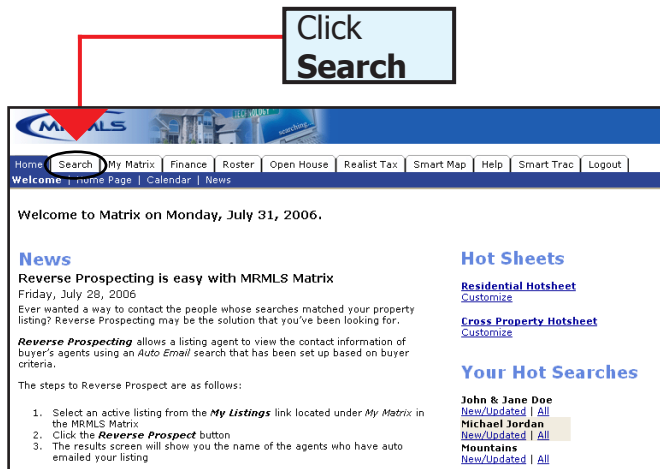 Click
Search
MRMLS
TECHNOLOGY
searching...
Home Search My Matrix Finance Roster Open House Realist Tax Smart Map Help Smart Trac Logout
Welcome | Home Page | Calendar | News
Welcome to Matrix on Monday, July 31, 2006.
News
Reverse Prospecting is easy with MRMLS Matrix
Friday, July 28, 2006
Ever wanted a way to contact the people whose searches matched your property
listing? Reverse Prospecting may be the solution that you've been looking for.
Reverse Prospecting allows a listing agent to view the contact information of
buyer's agents using an Auto Email search that has been set up based on buyer
criteria.
The steps to Reverse Prospect are as follows:
1. Select an active listing from the My Listings link located under My Matrix in
the MRMLS Matrix
2. Click the Reverse Prospect button
3. The results screen will show you the name of the agents who have auto
emailed your listing
Hot Sheets
Residential Hotsheet
Customize
Cross Property Hotsheet
Customize
Your Hot Searches
John & Jane Doe
New/Updated | All
Michael Jordan
New/Updated | All
Mountains
New/Updated | All